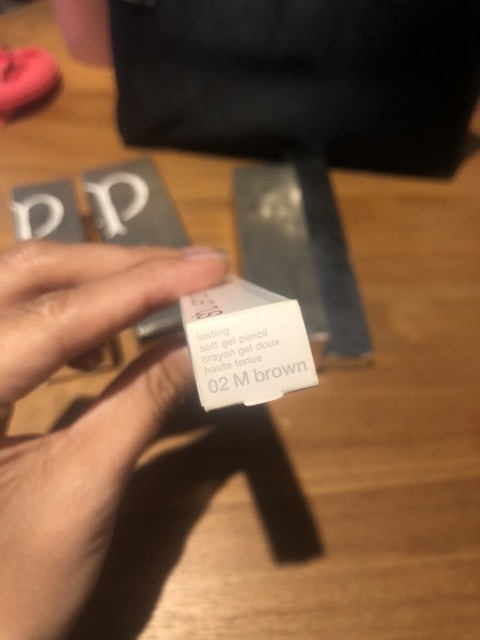 lasting
soft gel pencil
crayon gel doux
haute tenue
02 M brown